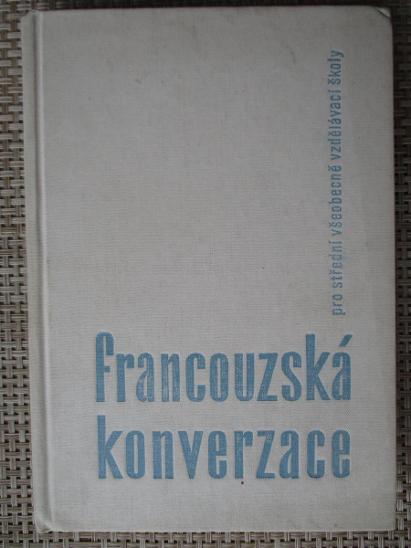 francouzská
konverzace
pro střední všeobecně vzdělávací školy